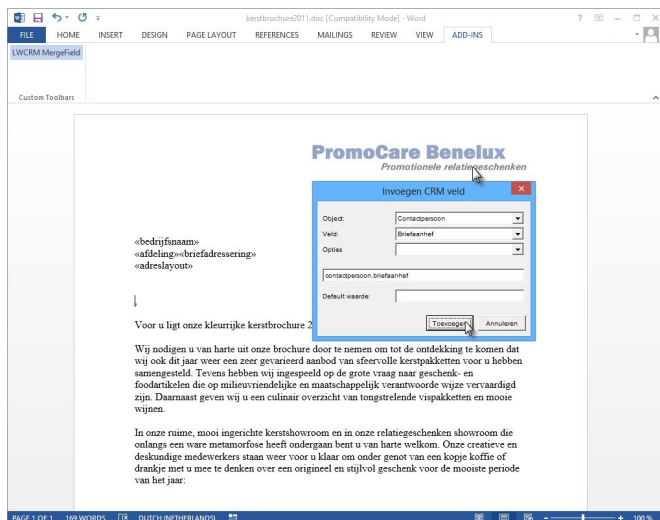 kerstbrochure2011.doc [Compatibility Mode] - Word
FILE HOME INSERT DESIGN PAGE LAYOUT REFERENCES MAILINGS REVIEW VIEW ADD-INS
LWCRM MergeField
Custom Toolbars
PromoCare Benelux
Promotionele relatiegeschenken
Invoegen CRM veld
Object: Contactpersoon
Veld: Briefaanhef
Opties
contactpersoon.briefaanhef
Default waarde:
Toevoegen Annuleren
«bedrijfsnaam»
«afdeling»«briefadressering»
«adreslayout»
Voor u ligt onze kleurrijke kerstbrochure 2
Wij nodigen u van harte uit onze brochure door te nemen om tot de ontdekking te komen dat
wij ook dit jaar weer een zeer gevarieerd aanbod van sfeervolle kerstpakketten voor u hebben
samengesteld. Tevens hebben wij ingespeeld op de grote vraag naar geschenk- en
foodartikelen die op milieuvriendelijke en maatschappelijk verantwoorde wijze vervaardigd
zijn. Daarnaast geven wij u een culinair overzicht van tongstrelende vispakketten en mooie
wijnen.
In onze ruime, mooi ingerichte kerstshowroom en in onze relatiegeschenken showroom die
onlangs een ware metamorfose heeft ondergaan bent u van harte welkom. Onze creatieve en
deskundige medewerkers staan weer voor u klaar om onder genot van een kopje koffie of
drankje met u mee te denken over een origineel en stijlvol geschenk voor de mooiste periode
van het jaar:
PAGE 1 OF 1 169 WORDS DUTCH (NETHERLANDS) 100 %